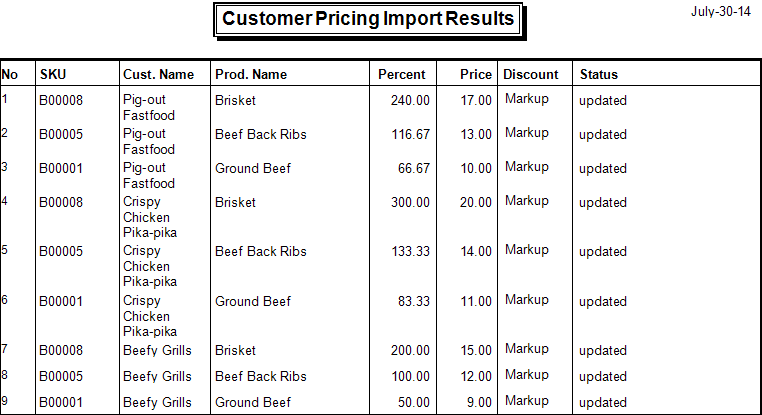 Customer Pricing Import Results
July-30-14
No SKU Cust. Name Prod. Name Percent Price Discount Status
1 B00008 Pig-out Brisket 240.00 17.00 Markup updated
Fastfood
2 B00005 Pig-out Beef Back Ribs 116.67 13.00 Markup updated
Fastfood
3 B00001 Pig-out Ground Beef 66.67 10.00 Markup updated
Fastfood
4 B00008 Crispy Brisket 300.00 20.00 Markup updated
Chicken
Pika-pika
5 B00005 Crispy Beef Back Ribs 133.33 14.00 Markup updated
Chicken
Pika-pika
6 B00001 Crispy Ground Beef 83.33 11.00 Markup updated
Chicken
Pika-pika
7 B00008 Beefy Grills Brisket 200.00 15.00 Markup updated
8 B00005 Beefy Grills Beef Back Ribs 100.00 12.00 Markup updated
9 B00001 Beefy Grills Ground Beef 50.00 9.00 Markup updated